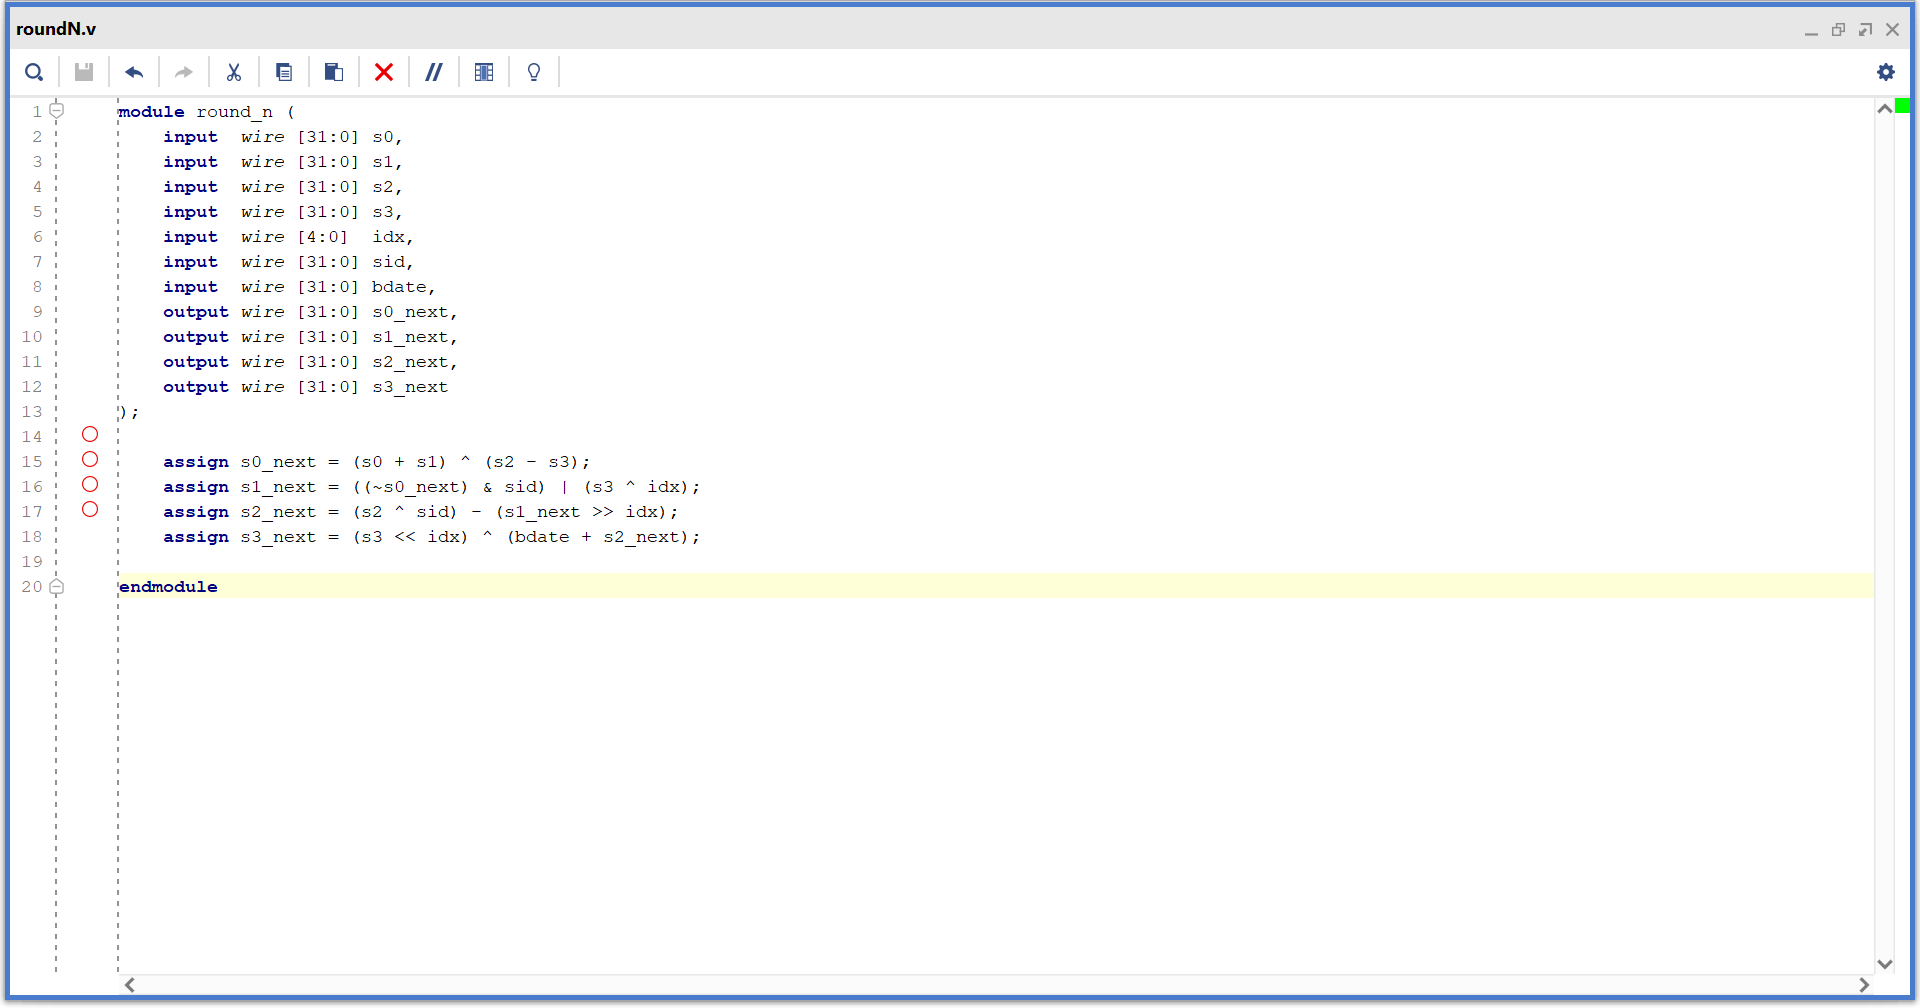 roundN.v
1 module round_n (
2     input  wire [31:0] s0,
3     input  wire [31:0] s1,
4     input  wire [31:0] s2,
5     input  wire [31:0] s3,
6     input  wire [4:0]  idx,
7     input  wire [31:0] sid,
8     input  wire [31:0] bdate,
9     output wire [31:0] s0_next,
10     output wire [31:0] s1_next,
11     output wire [31:0] s2_next,
12     output wire [31:0] s3_next
13 );
14
15     assign s0_next = (s0 + s1) ^ (s2 - s3);
16     assign s1_next = ((~s0_next) & sid) | (s3 ^ idx);
17     assign s2_next = (s2 ^ sid) - (s1_next >> idx);
18     assign s3_next = (s3 << idx) ^ (bdate + s2_next);
19
20 endmodule